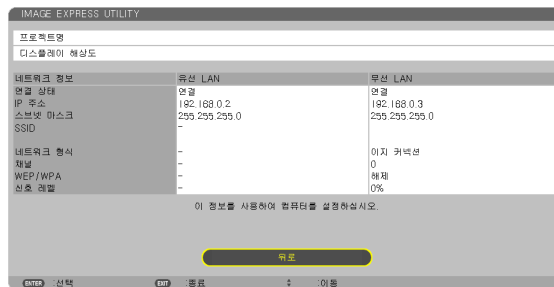 IMAGE EXPRESS UTILITY
프로젝트명
디스플레이 해상도
네트워크 정보 유선 LAN 무선 LAN
연결 상태 연결 연결
IP 주소 192.168.0.2 192.168.0.3
스브넷 마스크 255.255.255.0 255.255.255.0
SSID -
네트워크 형식 - 이지 커넥션
채널 - 0
WEP/WPA - 해제
신호 레벨 - 0%
이 정보를 사용하여 컴퓨터를 설정하십시오.
뒤로
ENTER :선택 EXIT :종료 :이동